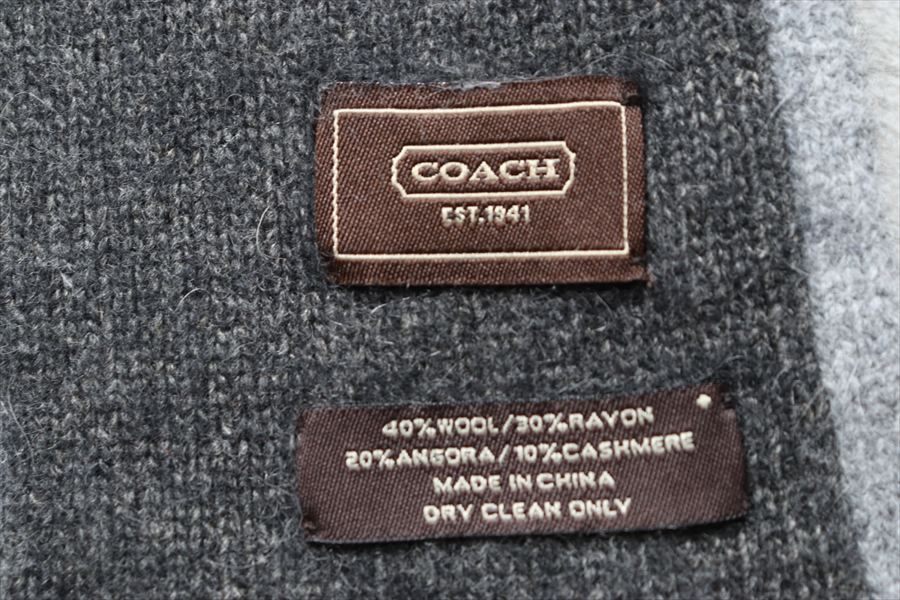 COACH
EST.1941
40%WOOL/30%RAYON
20%ANGORA/10%CASHMERE
MADE IN CHINA
DRY CLEAN ONLY